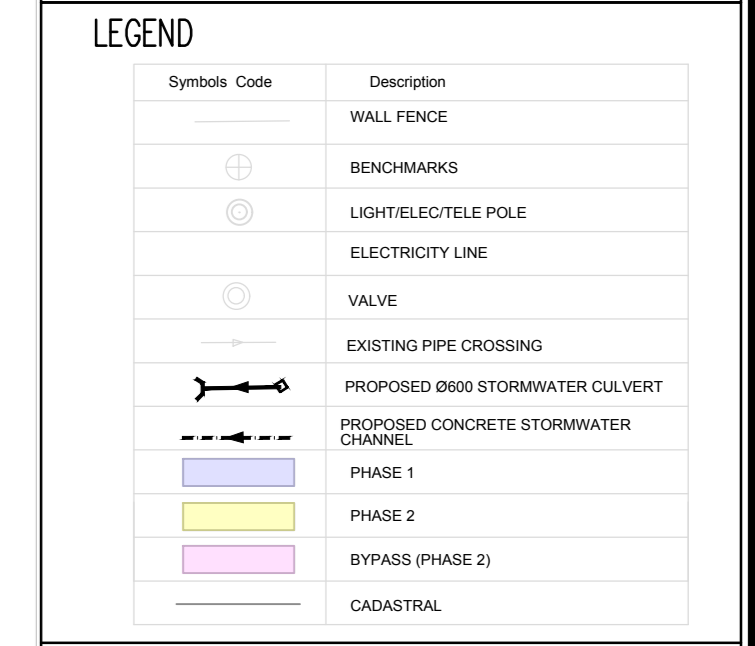 LEGEND
Symbols Code Description
WALL FENCE
BENCHMARKS
LIGHT/ELEC/TELE POLE
ELECTRICITY LINE
VALVE
EXISTING PIPE CROSSING
PROPOSED Ø600 STORMWATER CULVERT
PROPOSED CONCRETE STORMWATER
CHANNEL
PHASE 1
PHASE 2
BYPASS (PHASE 2)
CADASTRAL